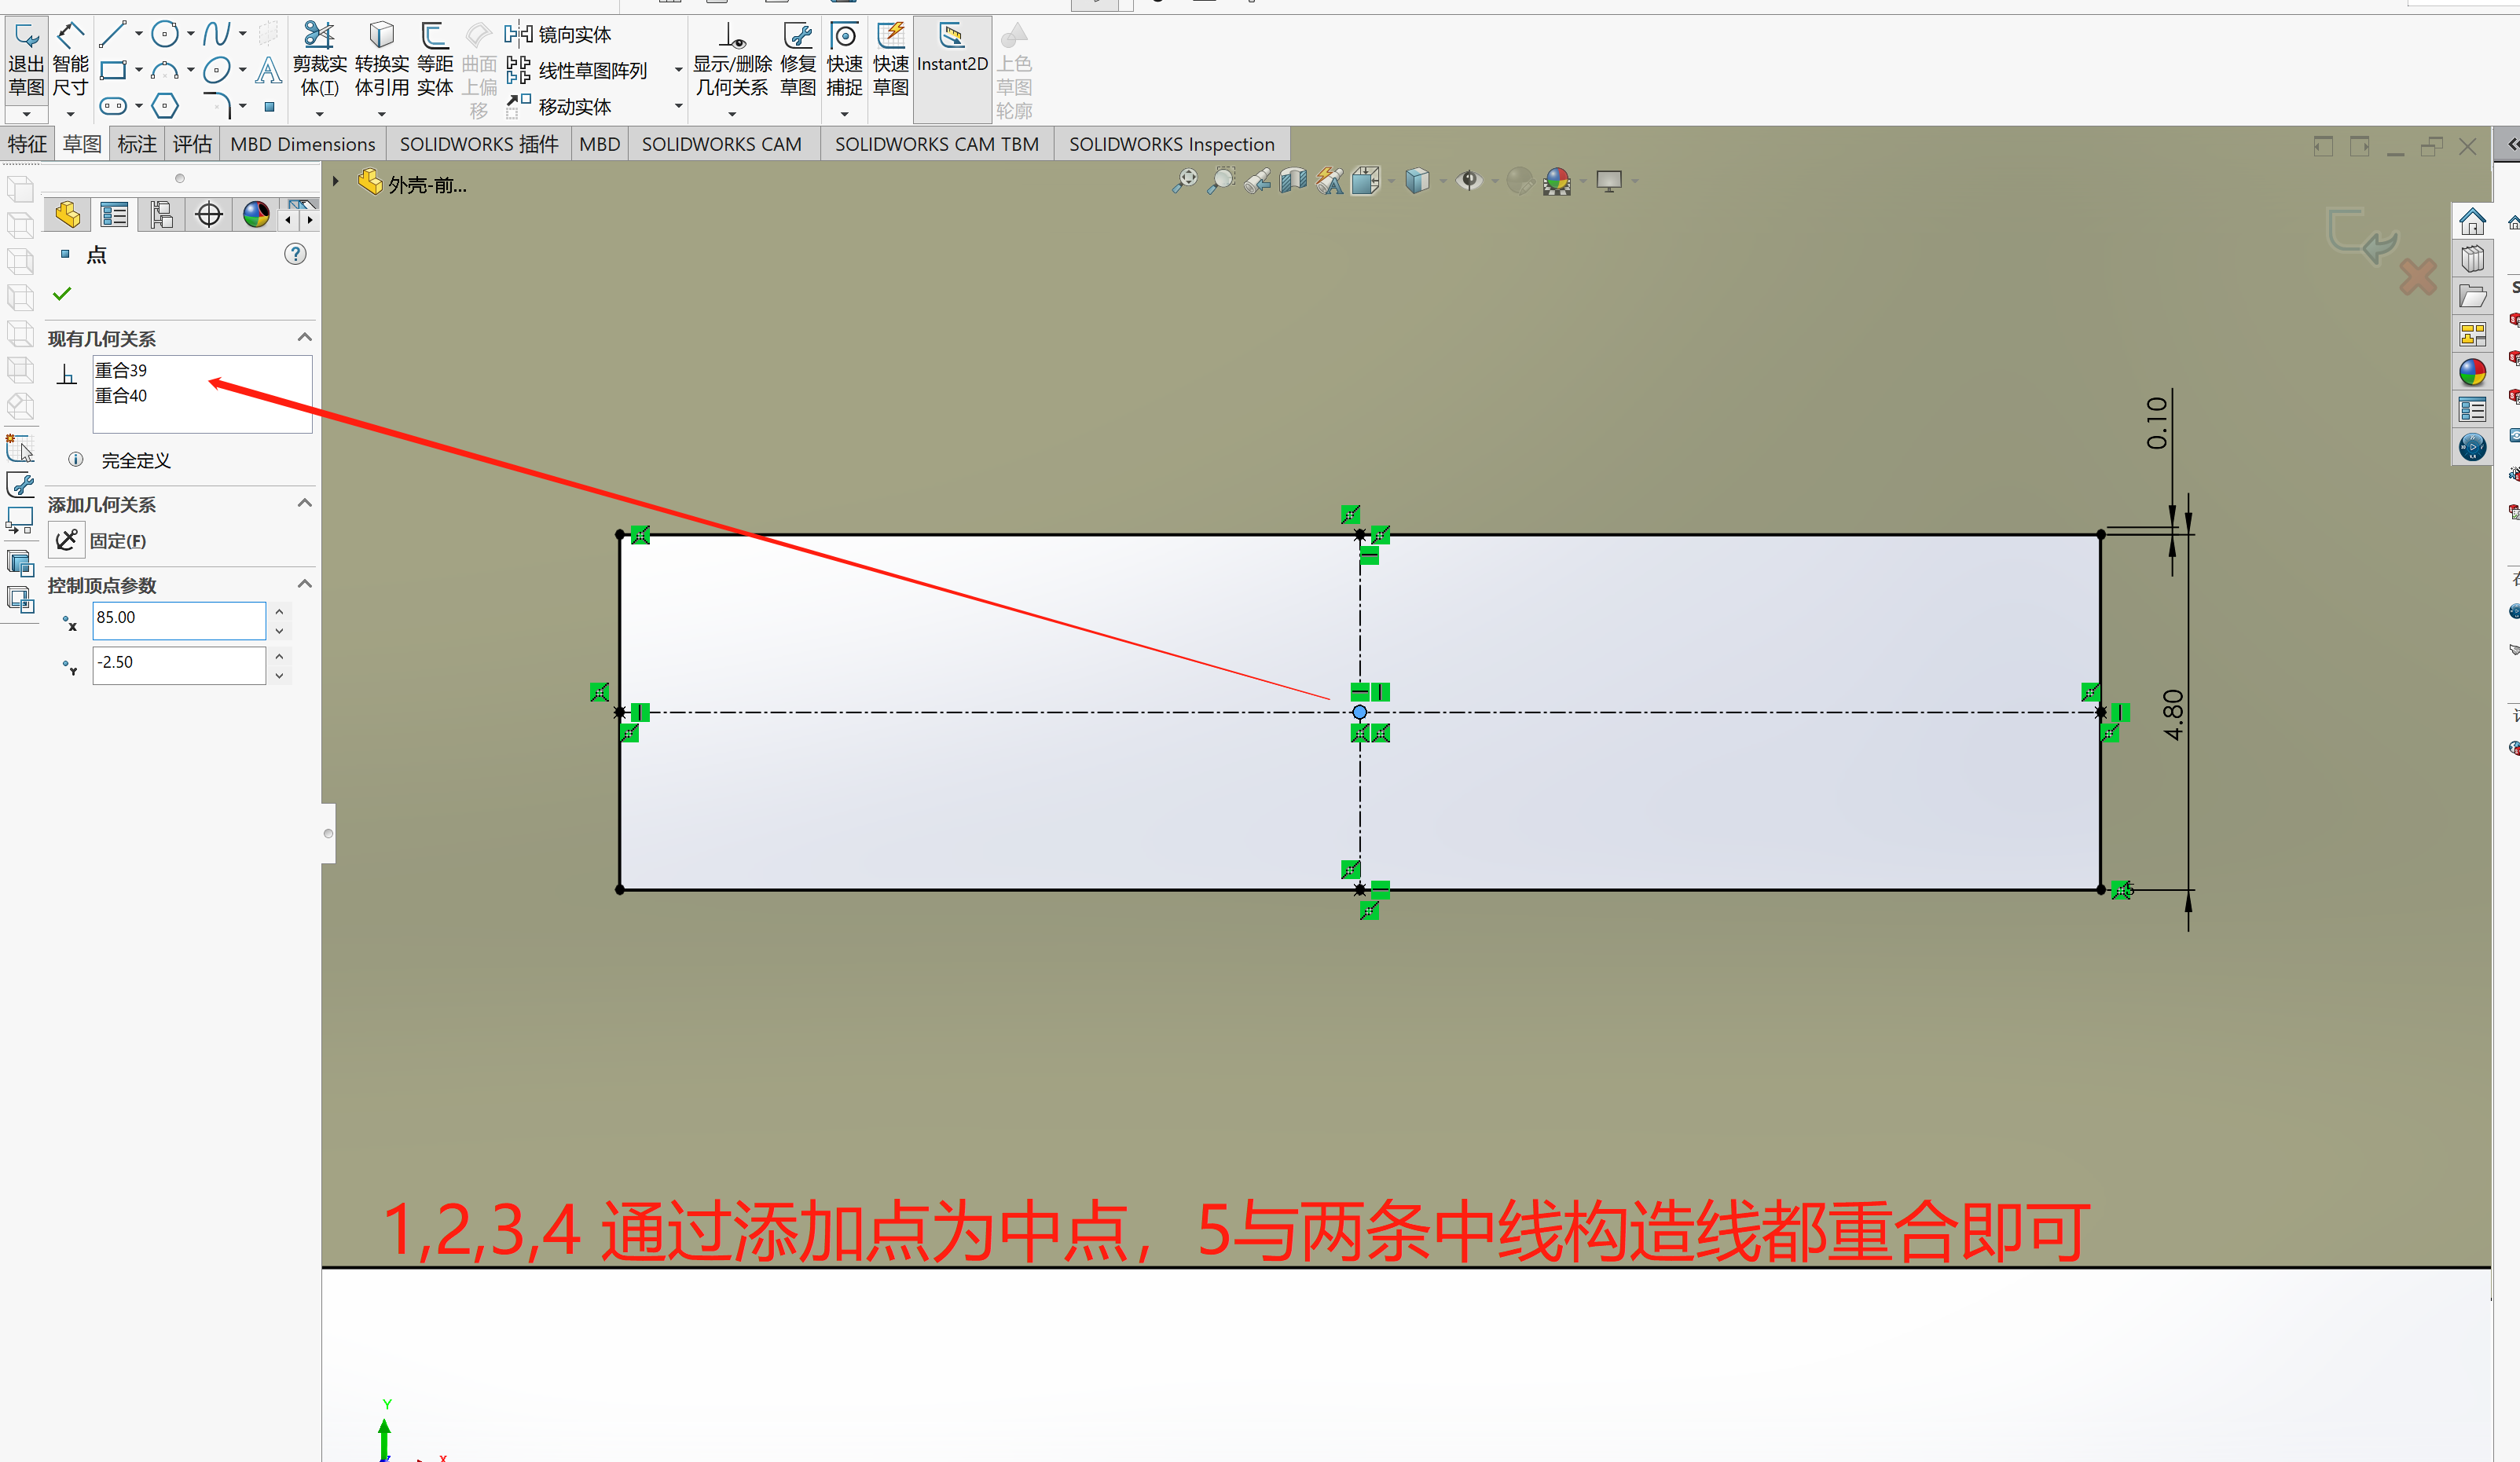 退出草图
智能尺寸
剪裁实体(T)
转换实体引用
等距实体
曲面上偏移
镜向实体
线性草图阵列
移动实体
显示/删除几何关系
修复草图
快速捕捉
快速草图
Instant2D
上色草图轮廓
特征 草图 标注 评估 MBD Dimensions SOLIDWORKS 插件 MBD SOLIDWORKS CAM SOLIDWORKS CAM TBM SOLIDWORKS Inspection
外壳-前...
点
现有几何关系
重合39
重合40
完全定义
添加几何关系
固定(F)
控制顶点参数
X 85.00
Y -2.50
0.10
4.80
1,2,3,4 通过添加点为中点，5与两条中线构造线都重合即可
Y
X